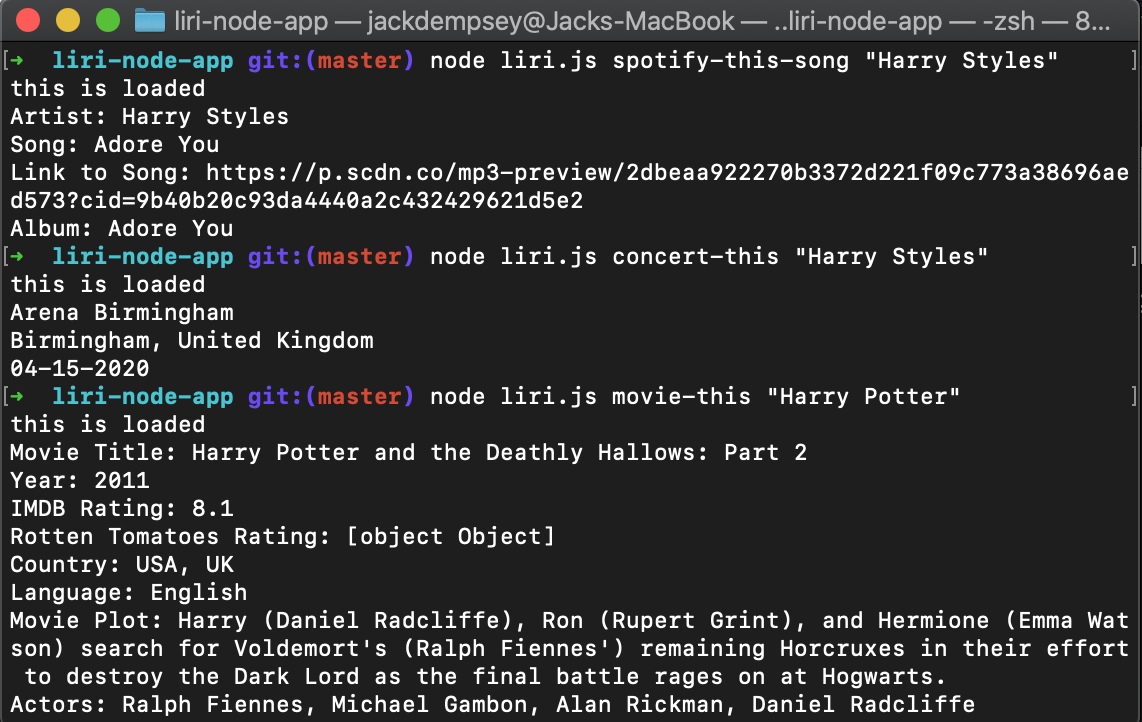 liri-node-app — jackdempsey@Jacks-MacBook — ..liri-node-app — -zsh — 8...
[➜  liri-node-app git:(master) node liri.js spotify-this-song "Harry Styles" ]
this is loaded
Artist: Harry Styles
Song: Adore You
Link to Song: https://p.scdn.co/mp3-preview/2dbeaa922270b3372d221f09c773a38696ae
d573?cid=9b40b20c93da4440a2c432429621d5e2
Album: Adore You
[➜  liri-node-app git:(master) node liri.js concert-this "Harry Styles" ]
this is loaded
Arena Birmingham
Birmingham, United Kingdom
04-15-2020
[➜  liri-node-app git:(master) node liri.js movie-this "Harry Potter" ]
this is loaded
Movie Title: Harry Potter and the Deathly Hallows: Part 2
Year: 2011
IMDB Rating: 8.1
Rotten Tomatoes Rating: [object Object]
Country: USA, UK
Language: English
Movie Plot: Harry (Daniel Radcliffe), Ron (Rupert Grint), and Hermione (Emma Wat
son) search for Voldemort's (Ralph Fiennes') remaining Horcruxes in their effort
 to destroy the Dark Lord as the final battle rages on at Hogwarts.
Actors: Ralph Fiennes, Michael Gambon, Alan Rickman, Daniel Radcliffe